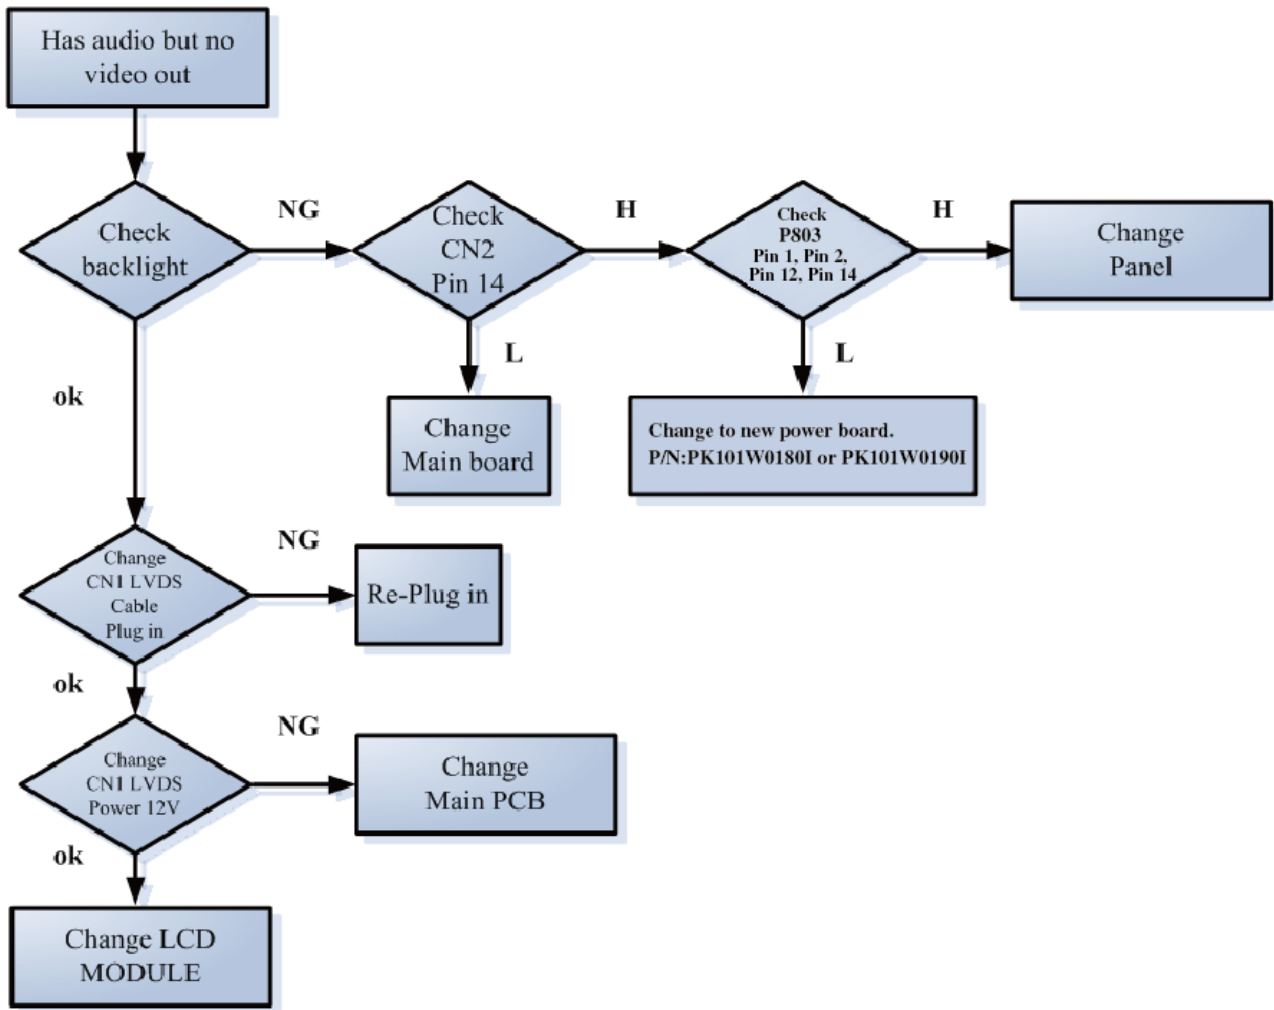 Has audio but no
video out
Check
backlight
NG
Check
CN2
Pin 14
H
Check
P803
Pin 1, Pin 2,
Pin 12, Pin 14
H
Change
Panel
ok
L
Change
Main board
L
Change to new power board.
P/N:PK101W0180I or PK101W0190I
Change
CN1 LVDS
Cable
Plug in
NG
Re-Plug in
ok
Change
CN1 LVDS
Power 12V
NG
Change
Main PCB
ok
Change LCD
MODULE